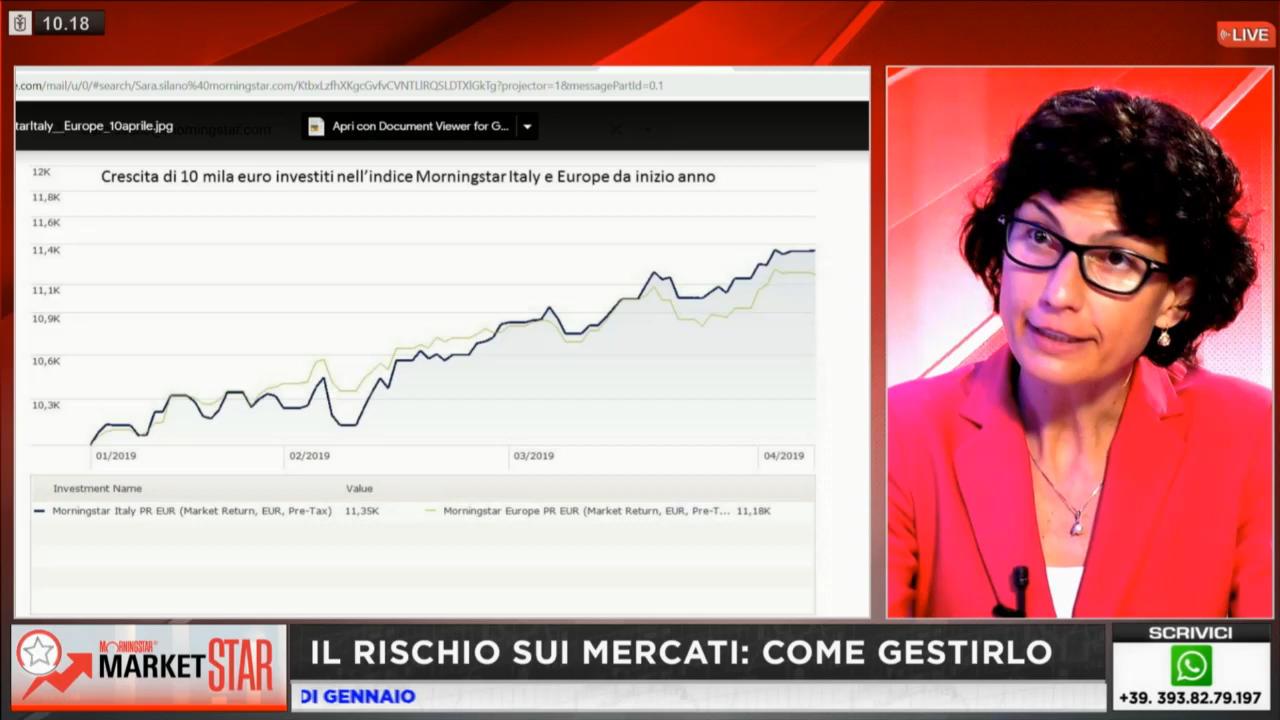 10.18
LIVE
e.com/mail/u/0/#search/Sara.silano%40morningstar.com/KtbxLzfhXKgcGvfvCVNTLlRQSLDTXlGkTg?projector=1&messagePartId=0.1
tarItaly__Europe_10aprile.jpg
Apri con Document Viewer for G...
Crescita di 10 mila euro investiti nell'indice Morningstar Italy e Europe da inizio anno
12K
11,8K
11,6K
11,4K
11,1K
10,9K
10,6K
10,3K
01/2019 02/2019 03/2019 04/2019
Investment Name Value
Morningstar Italy PR EUR (Market Return, EUR, Pre-Tax) 11,35K Morningstar Europe PR EUR (Market Return, EUR, Pre-T... 11,18K
MORNINGSTAR
MARKET STAR
IL RISCHIO SUI MERCATI: COME GESTIRLO
DI GENNAIO
SCRIVICI
+39. 393.82.79.197